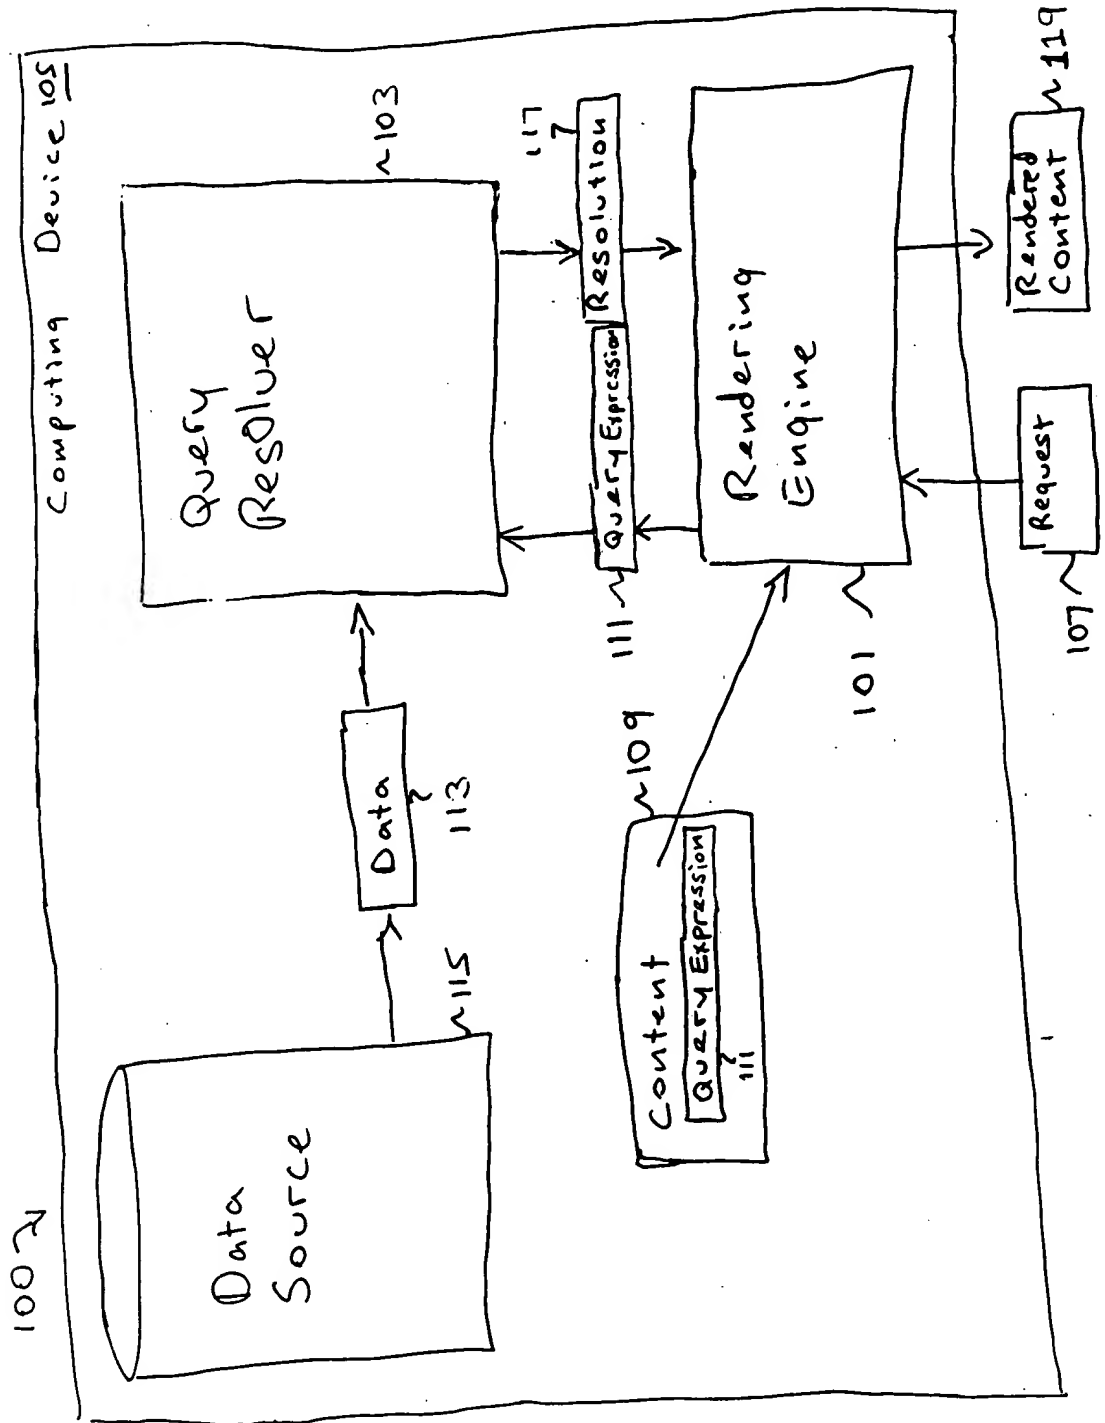 100
Computing Device 105
Data
Source
115
Data
113
Query
Resolver
103
Content
Query Expression
111
109
111
Query Expression
Resolution
117
Rendering
Engine
101
107
Request
Rendered
Content
119